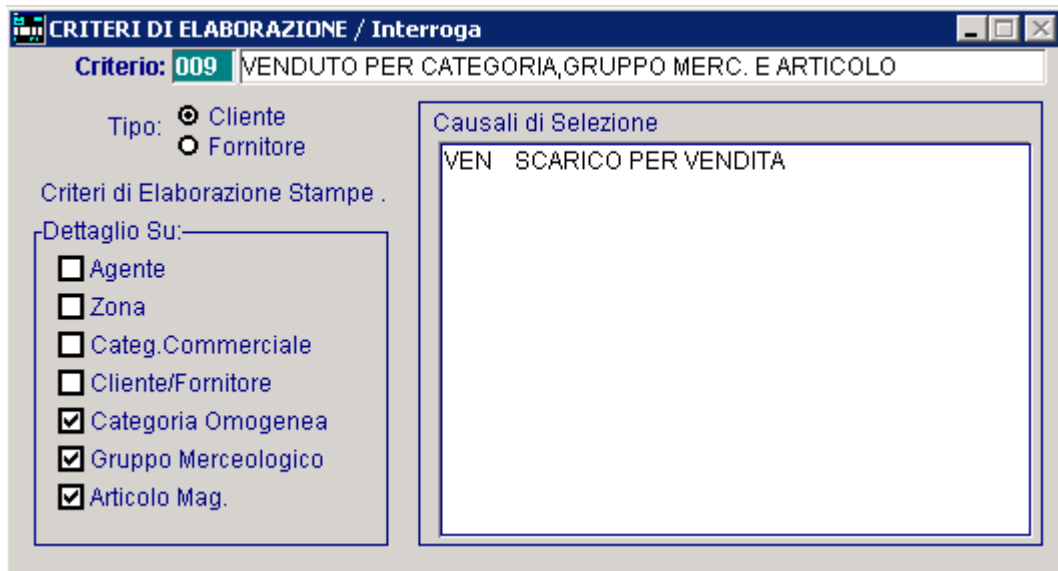 CRITERI DI ELABORAZIONE / Interroga
Criterio: 009 VENDUTO PER CATEGORIA,GRUPPO MERC. E ARTICOLO
Tipo: Cliente
Fornitore
Criteri di Elaborazione Stampe .
Dettaglio Su:
Agente
Zona
Categ.Commerciale
Cliente/Fornitore
Categoria Omogenea
Gruppo Merceologico
Articolo Mag.
Causali di Selezione
VEN SCARICO PER VENDITA